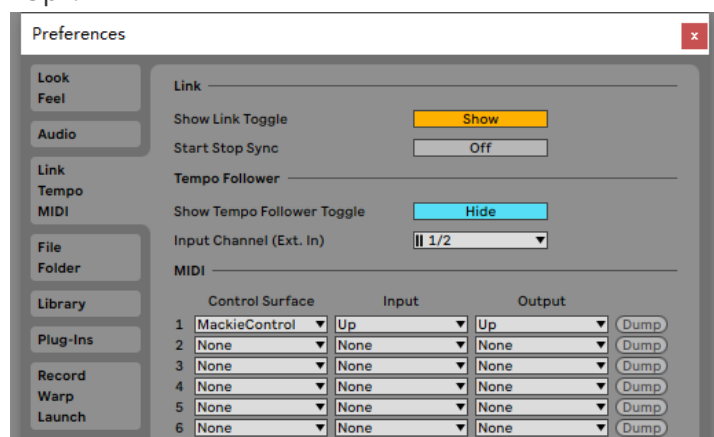 Preferences
x
Look
Feel
Audio
Link
Tempo
MIDI
File
Folder
Library
Plug-Ins
Record
Warp
Launch
Link
Show Link Toggle Show
Start Stop Sync Off
Tempo Follower
Show Tempo Follower Toggle Hide
Input Channel (Ext. In) 1/2
MIDI
Control Surface Input Output
1 MackieControl Up Up Dump
2 None None None Dump
3 None None None Dump
4 None None None Dump
5 None None None Dump
6 None None None Dump